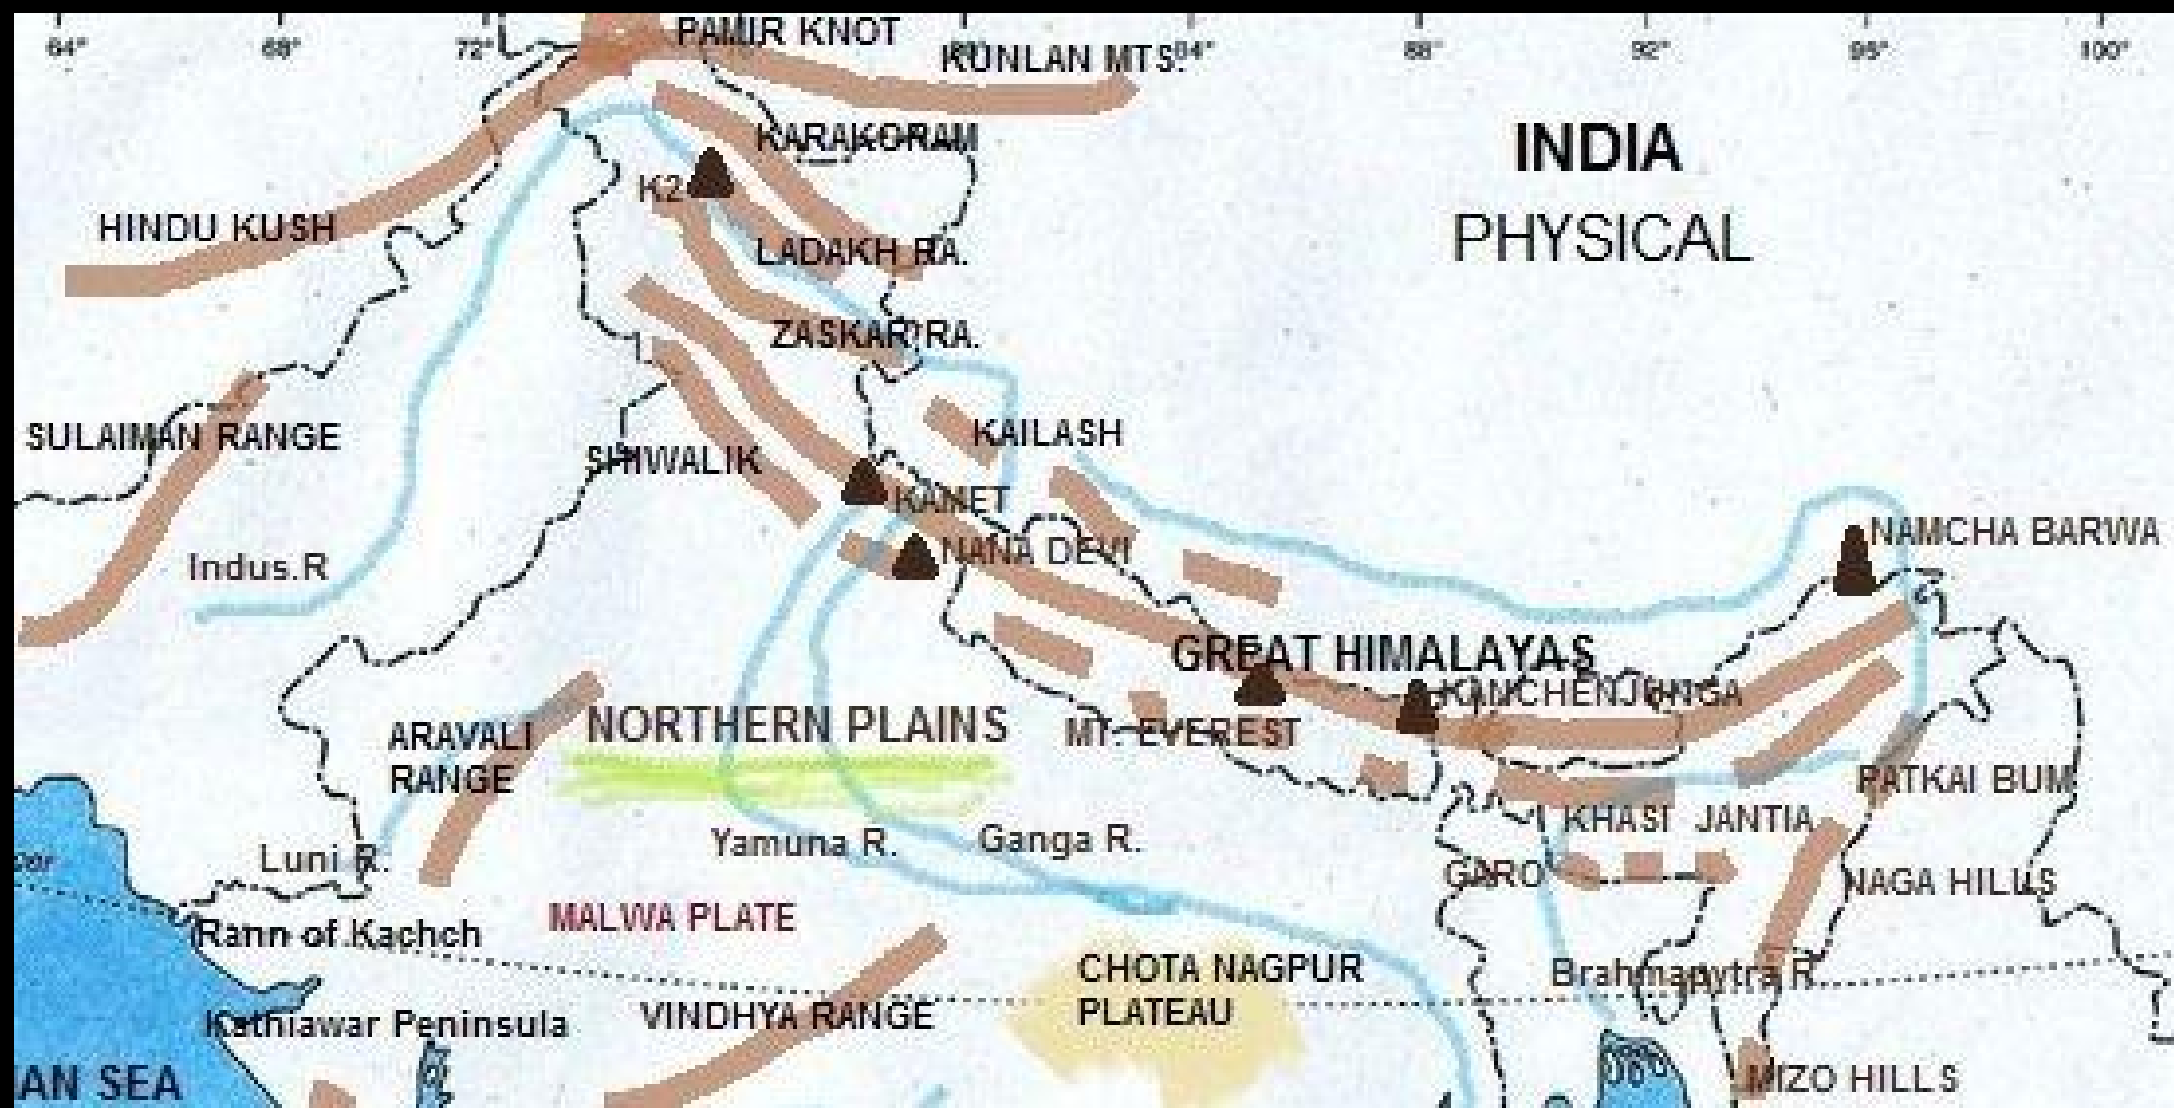 64° 68° 72° 84° 88° 92° 96° 100°
PAMIR KNOT
KUNLAN MTS.
KARAKORAM
INDIA
PHYSICAL
K2
HINDU KUSH
LADAKH RA.
ZASKAR RA.
SULAIMAN RANGE
KAILASH
SHIWALIK
KAMET
NAMCHA BARWA
NANA DEVI
Indus.R
GREAT HIMALAYAS
KANCHENJUNGA
NORTHERN PLAINS
MT. EVEREST
ARAVALI
RANGE
PATKAI BUM
KHASI JANTIA
Yamuna R.
Ganga R.
Luni R.
GARO
NAGA HILLS
MALWA PLATE
Rann of Kachch
CHOTA NAGPUR
PLATEAU
Brahmapytra R.
VINDHYA RANGE
Kathiawar Peninsula
IAN SEA
MIZO HILLS